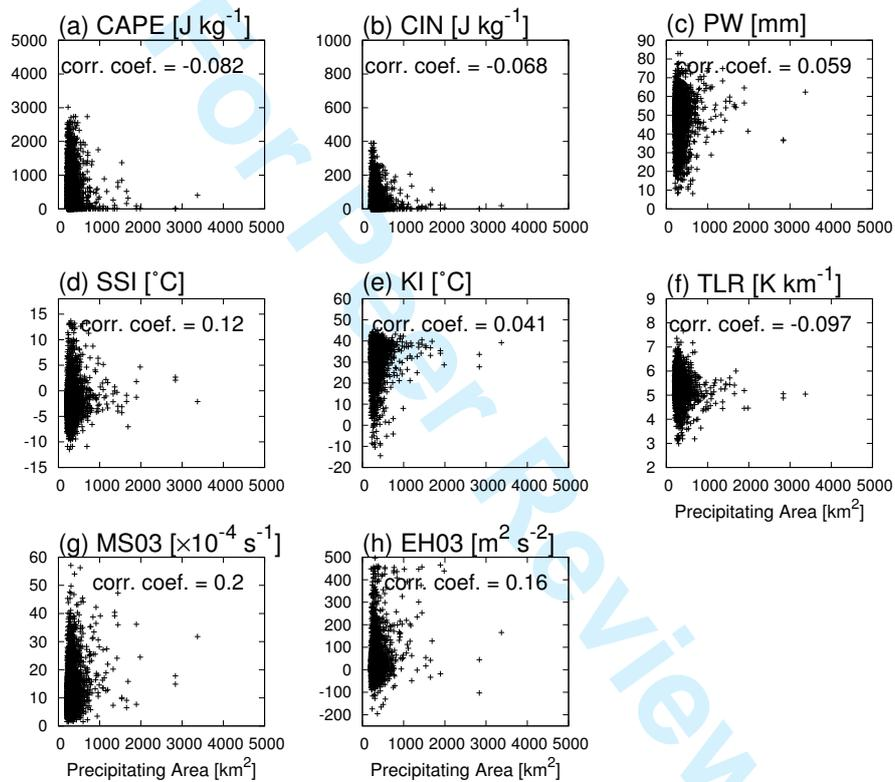 (a) CAPE [J kg-1]
corr. coef. = -0.082
5000
4000
3000
2000
1000
0
0 1000 2000 3000 4000 5000
(b) CIN [J kg-1]
corr. coef. = -0.068
1000
800
600
400
200
0
0 1000 2000 3000 4000 5000
(c) PW [mm]
corr. coef. = 0.059
90
80
70
60
50
40
30
20
10
0
0 1000 2000 3000 4000 5000
(d) SSI [˚C]
corr. coef. = 0.12
15
10
5
0
-5
-10
-15
0 1000 2000 3000 4000 5000
(e) KI [˚C]
corr. coef. = 0.041
60
50
40
30
20
10
0
-10
-20
0 1000 2000 3000 4000 5000
(f) TLR [K km-1]
corr. coef. = -0.097
9
8
7
6
5
4
3
2
0 1000 2000 3000 4000 5000
Precipitating Area [km2]
(g) MS03 [×10-4 s-1]
corr. coef. = 0.2
60
50
40
30
20
10
0
0 1000 2000 3000 4000 5000
Precipitating Area [km2]
(h) EH03 [m2 s-2]
corr. coef. = 0.16
500
400
300
200
100
0
-100
-200
0 1000 2000 3000 4000 5000
Precipitating Area [km2]
For Peer Review